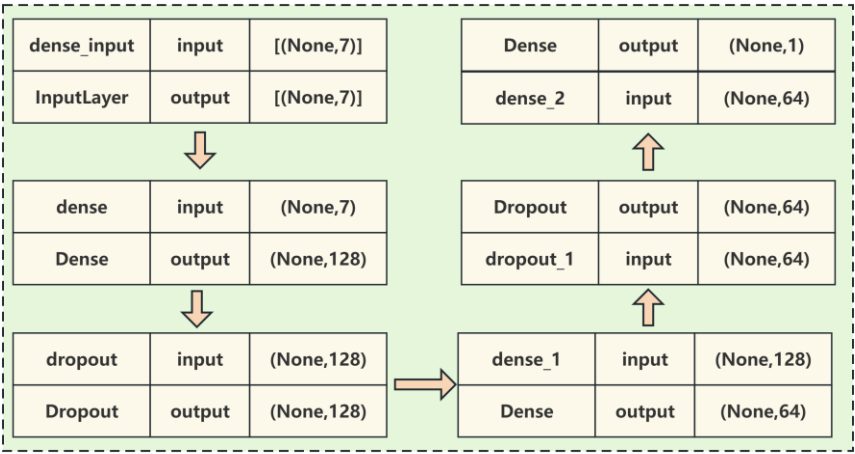 dense_input input [(None,7)]
InputLayer output [(None,7)]
dense input (None,7)
Dense output (None,128)
dropout input (None,128)
Dropout output (None,128)
Dense output (None,1)
dense_2 input (None,64)
Dropout output (None,64)
dropout_1 input (None,64)
dense_1 input (None,128)
Dense output (None,64)